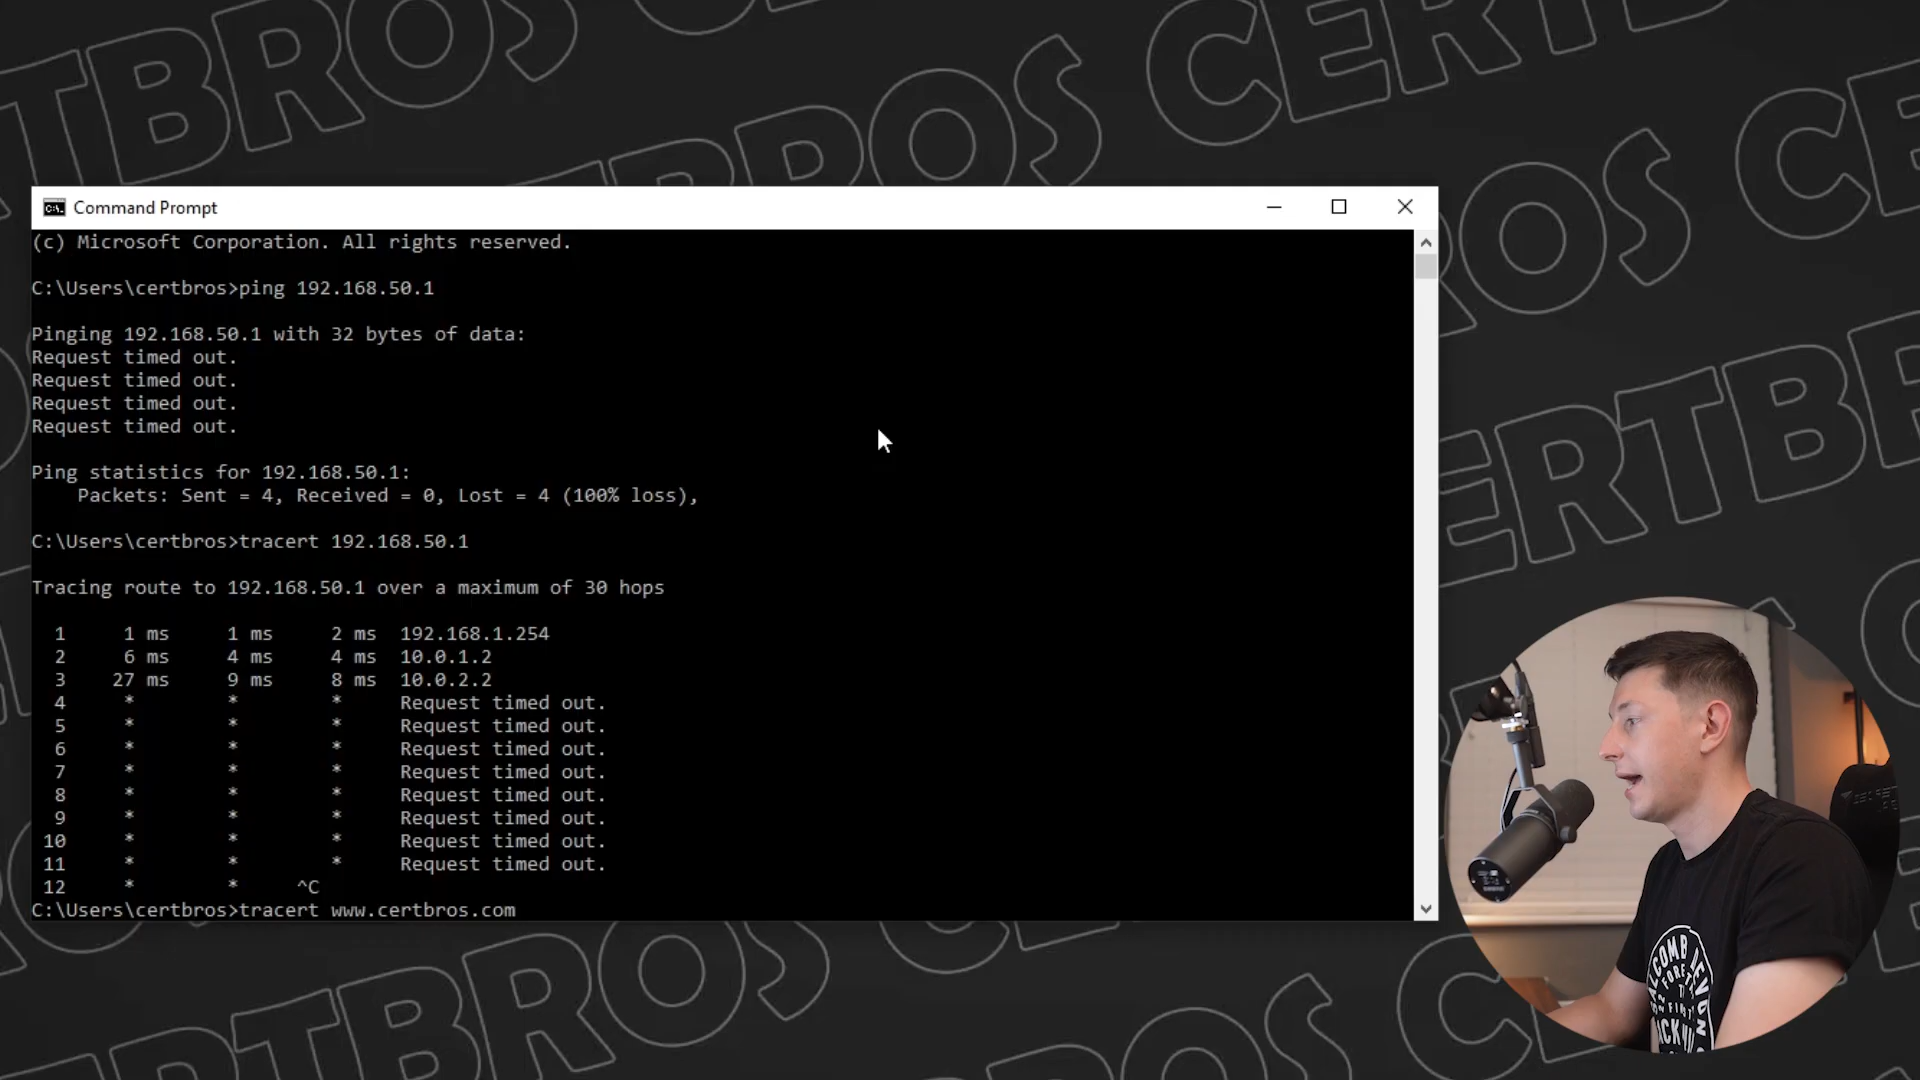 CERTBROS CERTBROS
Command Prompt
(c) Microsoft Corporation. All rights reserved.
C:\Users\certbros>ping 192.168.50.1
Pinging 192.168.50.1 with 32 bytes of data:
Request timed out.
Request timed out.
Request timed out.
Request timed out.
Ping statistics for 192.168.50.1:
Packets: Sent = 4, Received = 0, Lost = 4 (100% loss),
C:\Users\certbros>tracert 192.168.50.1
Tracing route to 192.168.50.1 over a maximum of 30 hops
1 1 ms 1 ms 2 ms 192.168.1.254
2 6 ms 4 ms 4 ms 10.0.1.2
3 27 ms 9 ms 8 ms 10.0.2.2
4 * * * Request timed out.
5 * * * Request timed out.
6 * * * Request timed out.
7 * * * Request timed out.
8 * * * Request timed out.
9 * * * Request timed out.
10 * * * Request timed out.
11 * * * Request timed out.
12 * * ^C
C:\Users\certbros>tracert www.certbros.com